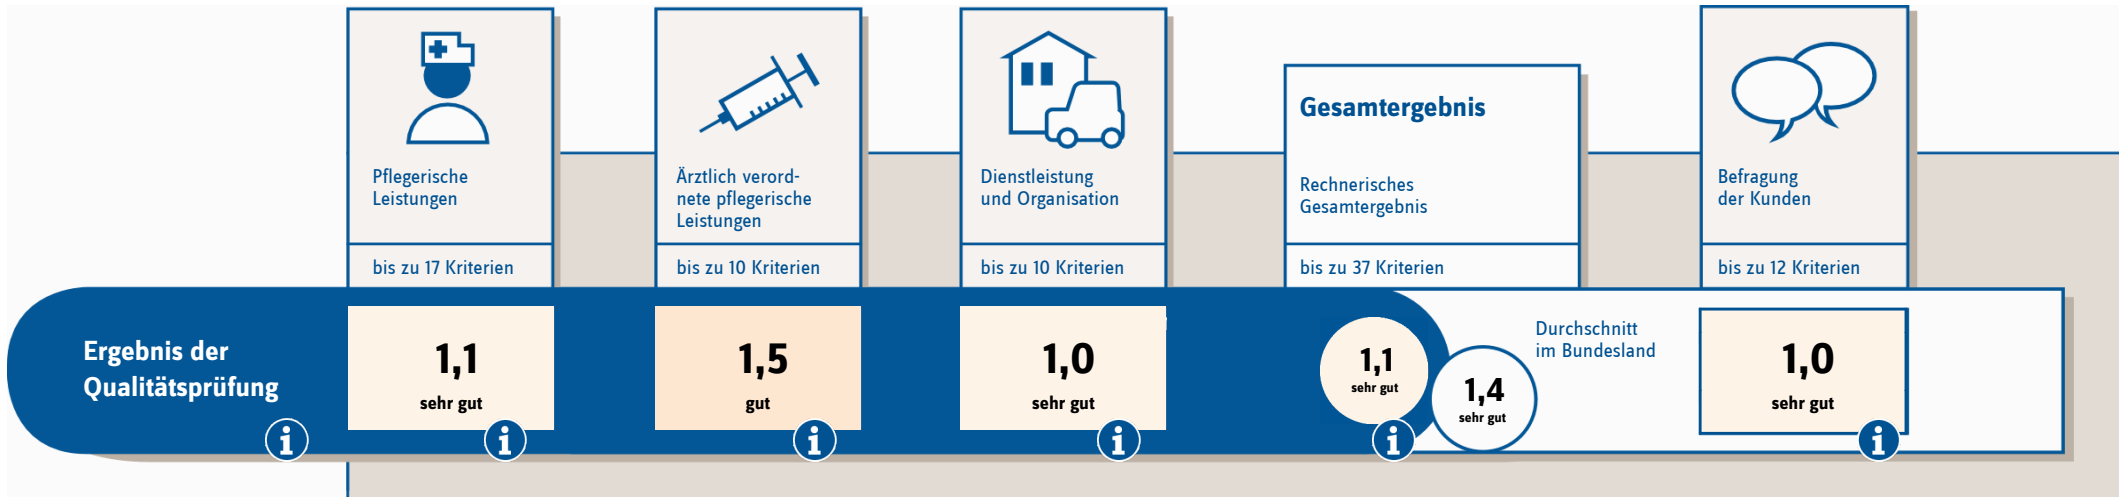 Pflegerische
Leistungen
bis zu 17 Kriterien
Ärztlich verord-
nete pflegerische
Leistungen
bis zu 10 Kriterien
Dienstleistung
und Organisation
bis zu 10 Kriterien
Gesamtergebnis
Rechnerisches
Gesamtergebnis
bis zu 37 Kriterien
Befragung
der Kunden
bis zu 12 Kriterien
Ergebnis der
Qualitätsprüfung
i
1,1
sehr gut
i
1,5
gut
i
1,0
sehr gut
i
1,1
sehr gut
i
1,4
sehr gut
Durchschnitt
im Bundesland
1,0
sehr gut
i